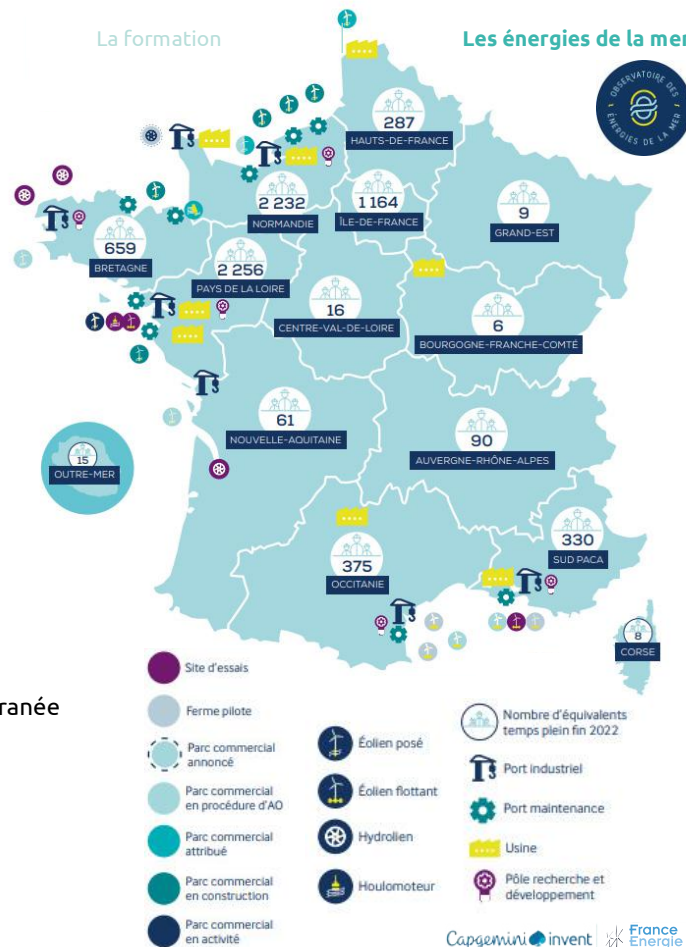 La formation
Les énergies de la mer
OBSERVATOIRE DES
ÉNERGIES DE LA MER
287
HAUTS-DE-FRANCE
2 232
NORMANDIE
1 164
ÎLE-DE-FRANCE
9
GRAND-EST
659
BRETAGNE
2 256
PAYS DE LA LOIRE
16
CENTRE-VAL-DE-LOIRE
6
BOURGOGNE-FRANCHE-COMTÉ
61
NOUVELLE-AQUITAINE
90
AUVERGNE-RHÔNE-ALPES
15
OUTRE-MER
375
OCCITANIE
330
SUD PACA
8
CORSE
ranée
Site d'essais
Ferme pilote
Parc commercial
annoncé
Parc commercial
en procédure d'AO
Parc commercial
attribué
Parc commercial
en construction
Parc commercial
en activité
Éolien posé
Éolien flottant
Hydrolien
Houlomoteur
Nombre d'équivalents
temps plein fin 2022
Port industriel
Port maintenance
Usine
Pôle recherche et
développement
Capgemini invent
France
Energie